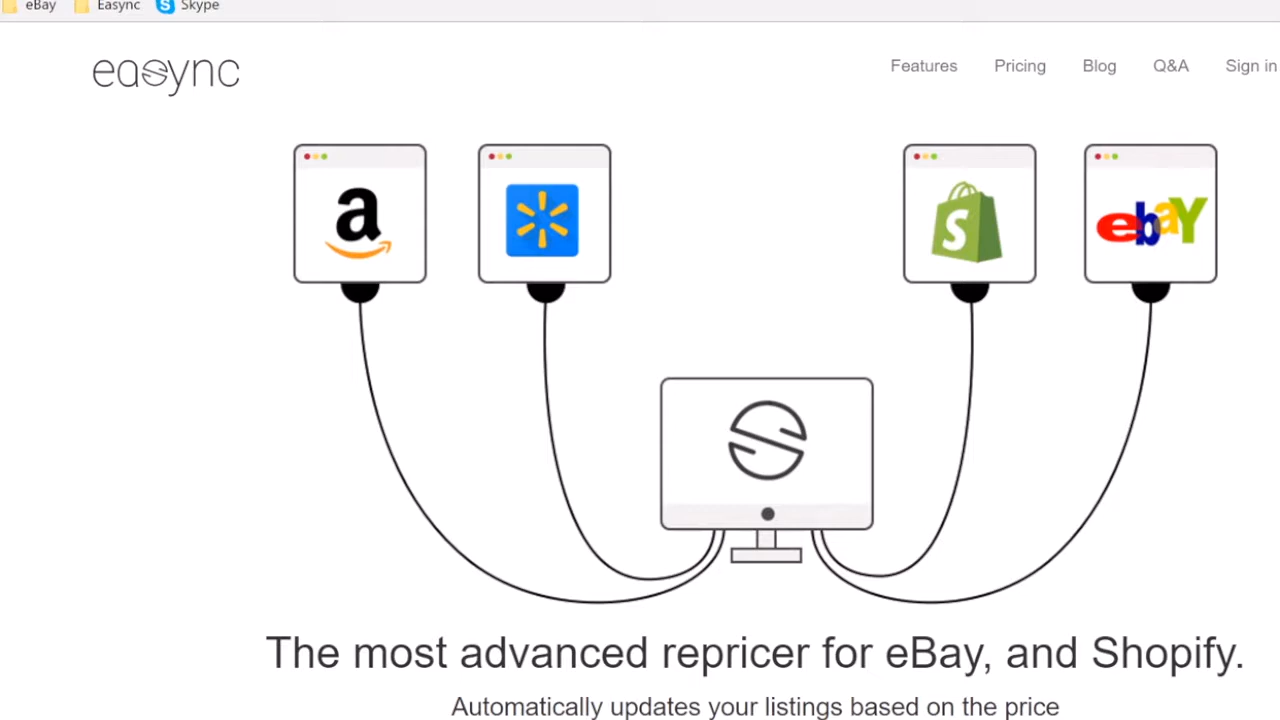 eBay Easync Skype
easync Features Pricing Blog Q&A Sign in
a S ebaY
The most advanced repricer for eBay, and Shopify.
Automatically updates your listings based on the price